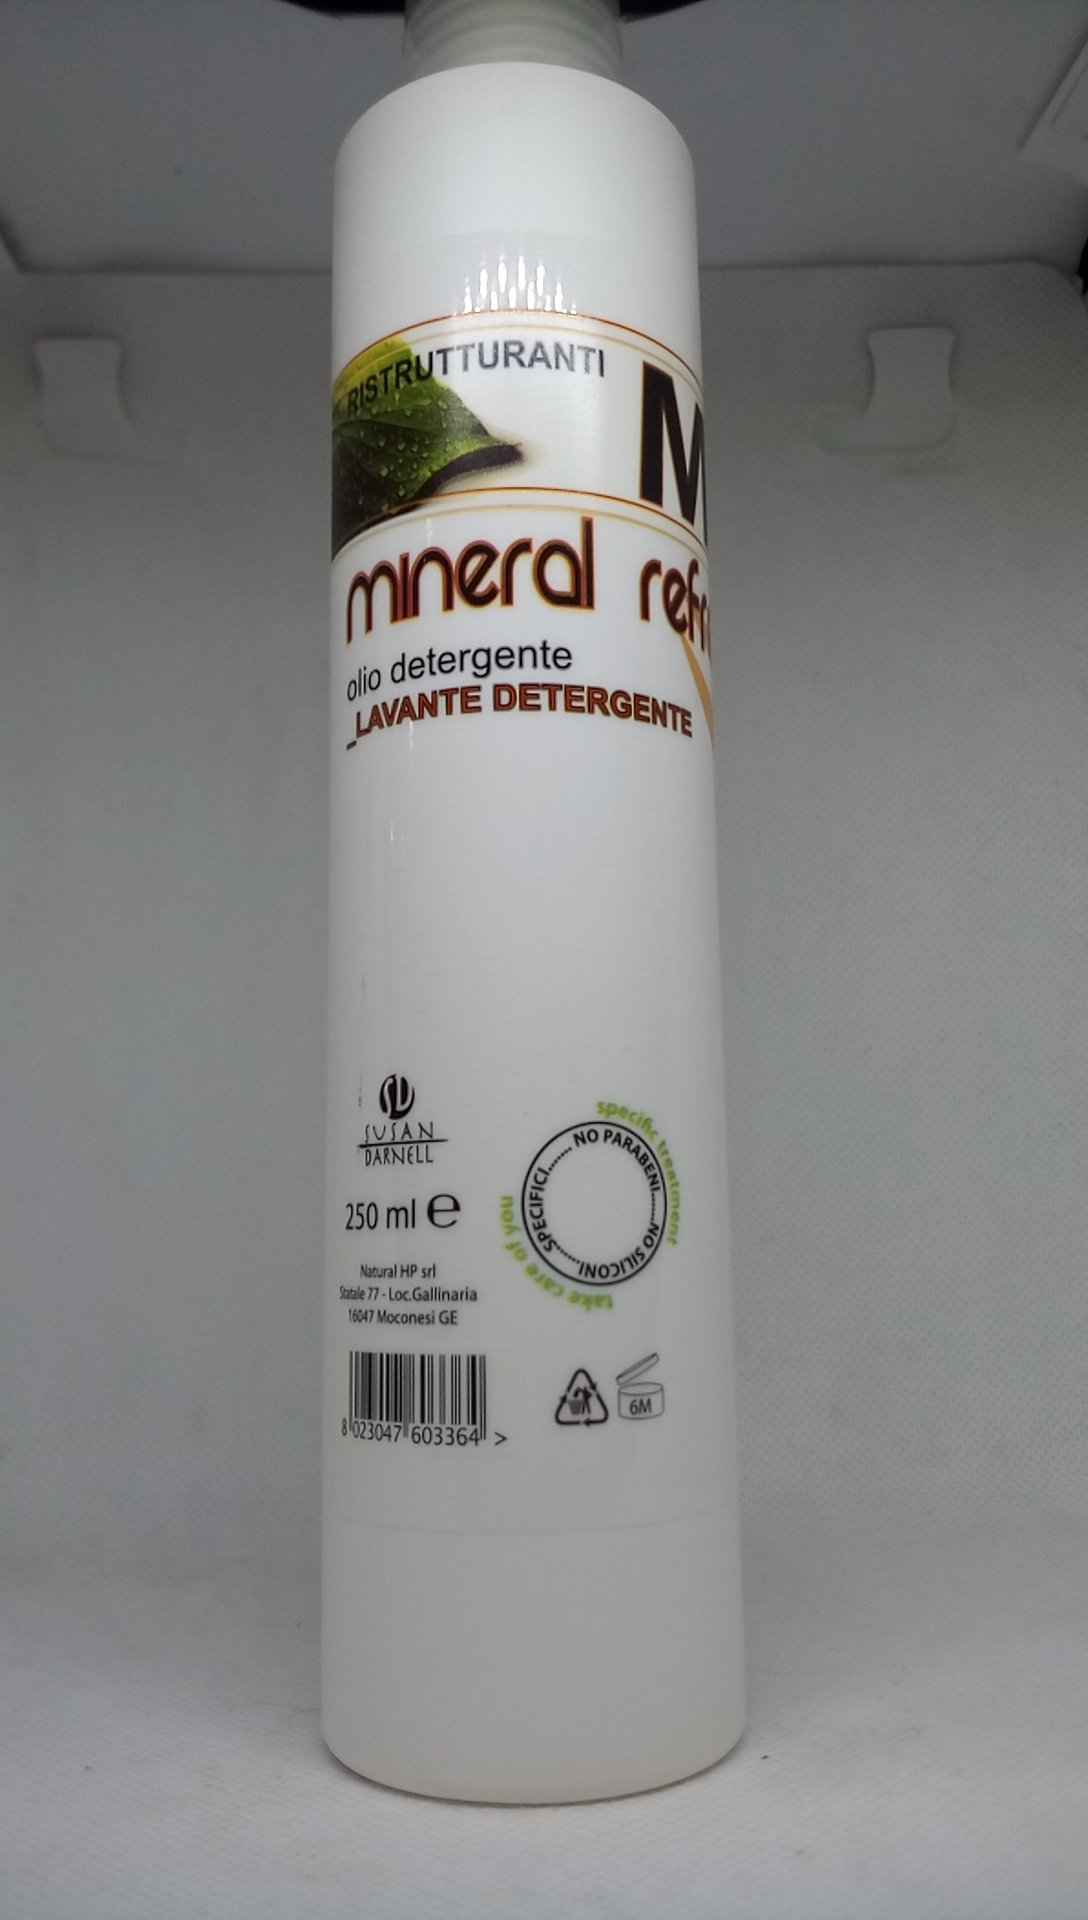 RISTRUTTURANTI
mineral
olio detergente
_LAVANTE DETERGENTE
SUSAN
DARNELL
250 ml e
Natural HP srl
Statale 77 - Loc.Gallinaria
16047 Moconesi GE
8 023047 603364 >
specific treatment
take care of you
NO PARABENI.......NO SILICONI.......SPECIFICI.......
6M